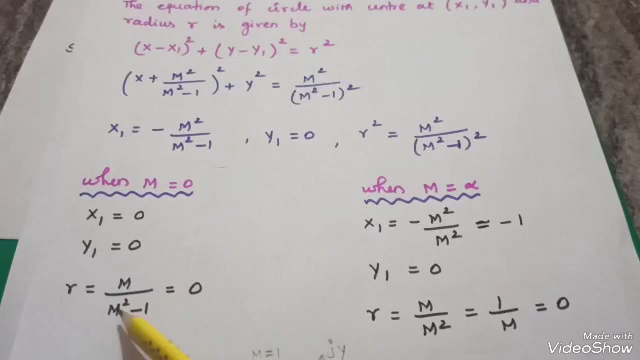 The equation of circle with centre at (x₁, y₁) and
radius r is given by
(x-x₁)² + (y-y₁)² = r²
(x + M²/(M²-1))² + y² = M²/(M²-1)²
x₁ = - M²/(M²-1) , y₁ = 0 , r² = M²/(M²-1)²
when M = 0
x₁ = 0
y₁ = 0
r = M/(M²-1) = 0
when M = α
x₁ = - M²/M² ≃ -1
y₁ = 0
r = M/M² = 1/M = 0
M=1
jy
Made with
VideoShow